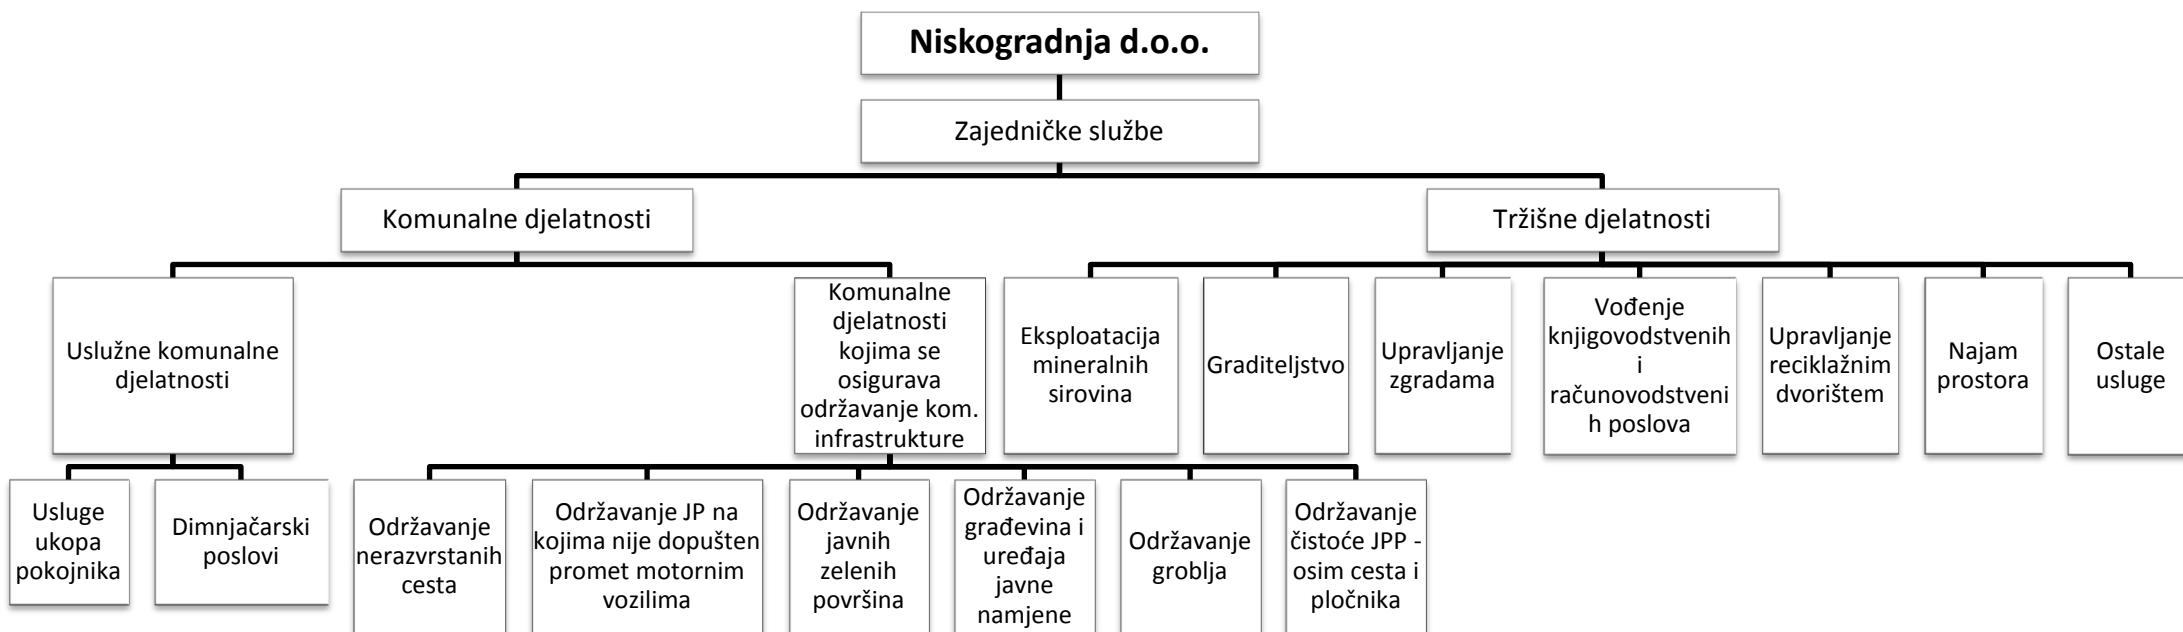 Niskogradnja d.o.o.
Zajedničke službe
Komunalne djelatnosti
Tržišne djelatnosti
Uslužne komunalne
djelatnosti
Komunalne
djelatnosti
kojima se
osigurava
održavanje kom.
infrastrukture
Eksploatacija
mineralnih
sirovina
Graditeljstvo
Upravljanje
zgradama
Vođenje
knjigovodstvenih
i
računovodstveni
h poslova
Upravljanje
reciklažnim
dvorištem
Najam
prostora
Ostale
usluge
Usluge
ukopa
pokojnika
Dimnjačarski
poslovi
Održavanje
nerazvrstanih
cesta
Održavanje JP na
kojima nije dopušten
promet motornim
vozilima
Održavanje
javnih
zelenih
površina
Održavanje
građevina i
uređaja
javne
namjene
Održavanje
groblja
Održavanje
čistoće JPP -
osim cesta i
pločnika